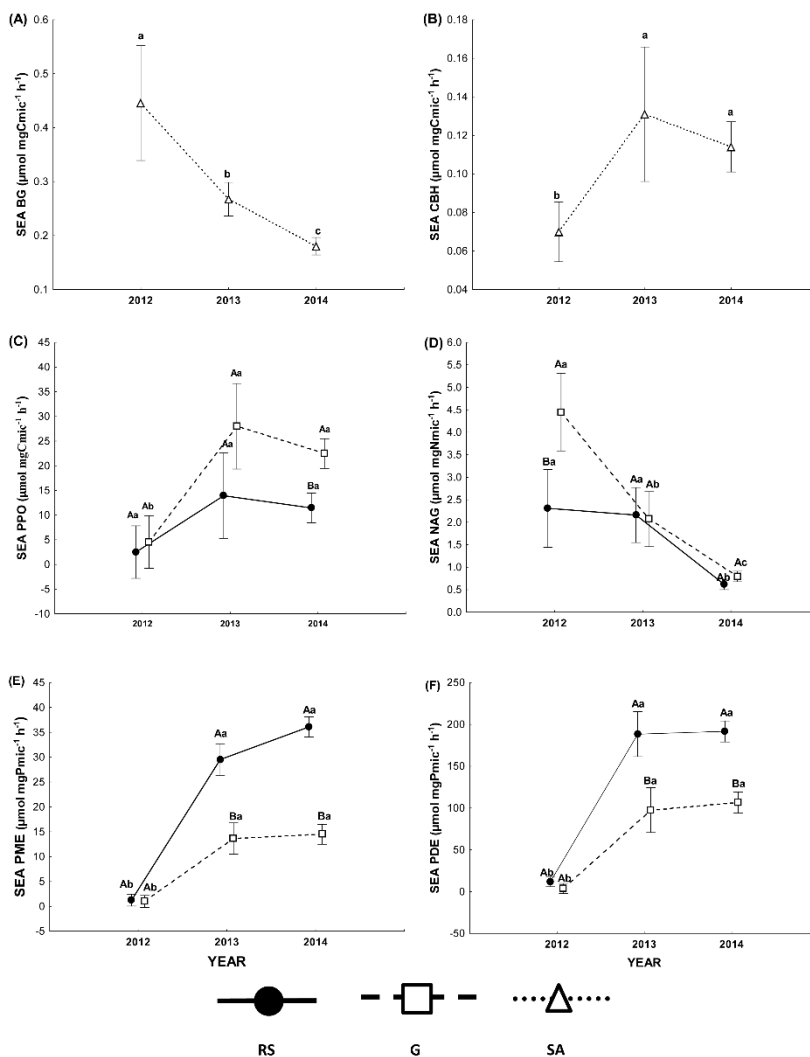 (A)
SEA BG (µmol mgCmic⁻¹ h⁻¹)
0.6
0.5
0.4
0.3
0.2
0.1
a
b
c
2012
2013
2014
(B)
SEA CBH (µmol mgCmic⁻¹ h⁻¹)
0.18
0.16
0.14
0.12
0.10
0.08
0.06
0.04
b
a
a
2012
2013
2014
(C)
SEA PPO (µmol mgCmic⁻¹ h⁻¹)
45
40
35
30
25
20
15
10
5
0
-5
-10
Aa
Ab
Aa
Aa
Aa
Ba
2012
2013
2014
(D)
SEA NAG (µmol mgNmic⁻¹ h⁻¹)
6.0
5.5
5.0
4.5
4.0
3.5
3.0
2.5
2.0
1.5
1.0
0.5
0.0
Ba
Aa
Aa
Ab
Ab
Ac
2012
2013
2014
(E)
SEA PME (µmol mgPmic⁻¹ h⁻¹)
45
40
35
30
25
20
15
10
5
0
-5
Ab
Ab
Aa
Ba
Aa
Ba
2012
2013
2014
YEAR
(F)
SEA PDE (µmol mgPmic⁻¹ h⁻¹)
250
200
150
100
50
0
-50
Ab
Ab
Aa
Ba
Aa
Ba
2012
2013
2014
YEAR
RS G SA